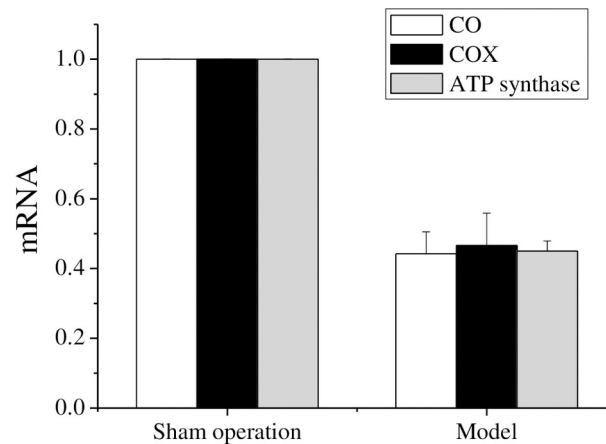 CO
COX
ATP synthase
1.0
0.8
0.6
0.4
0.2
0.0
mRNA
Sham operation
Model